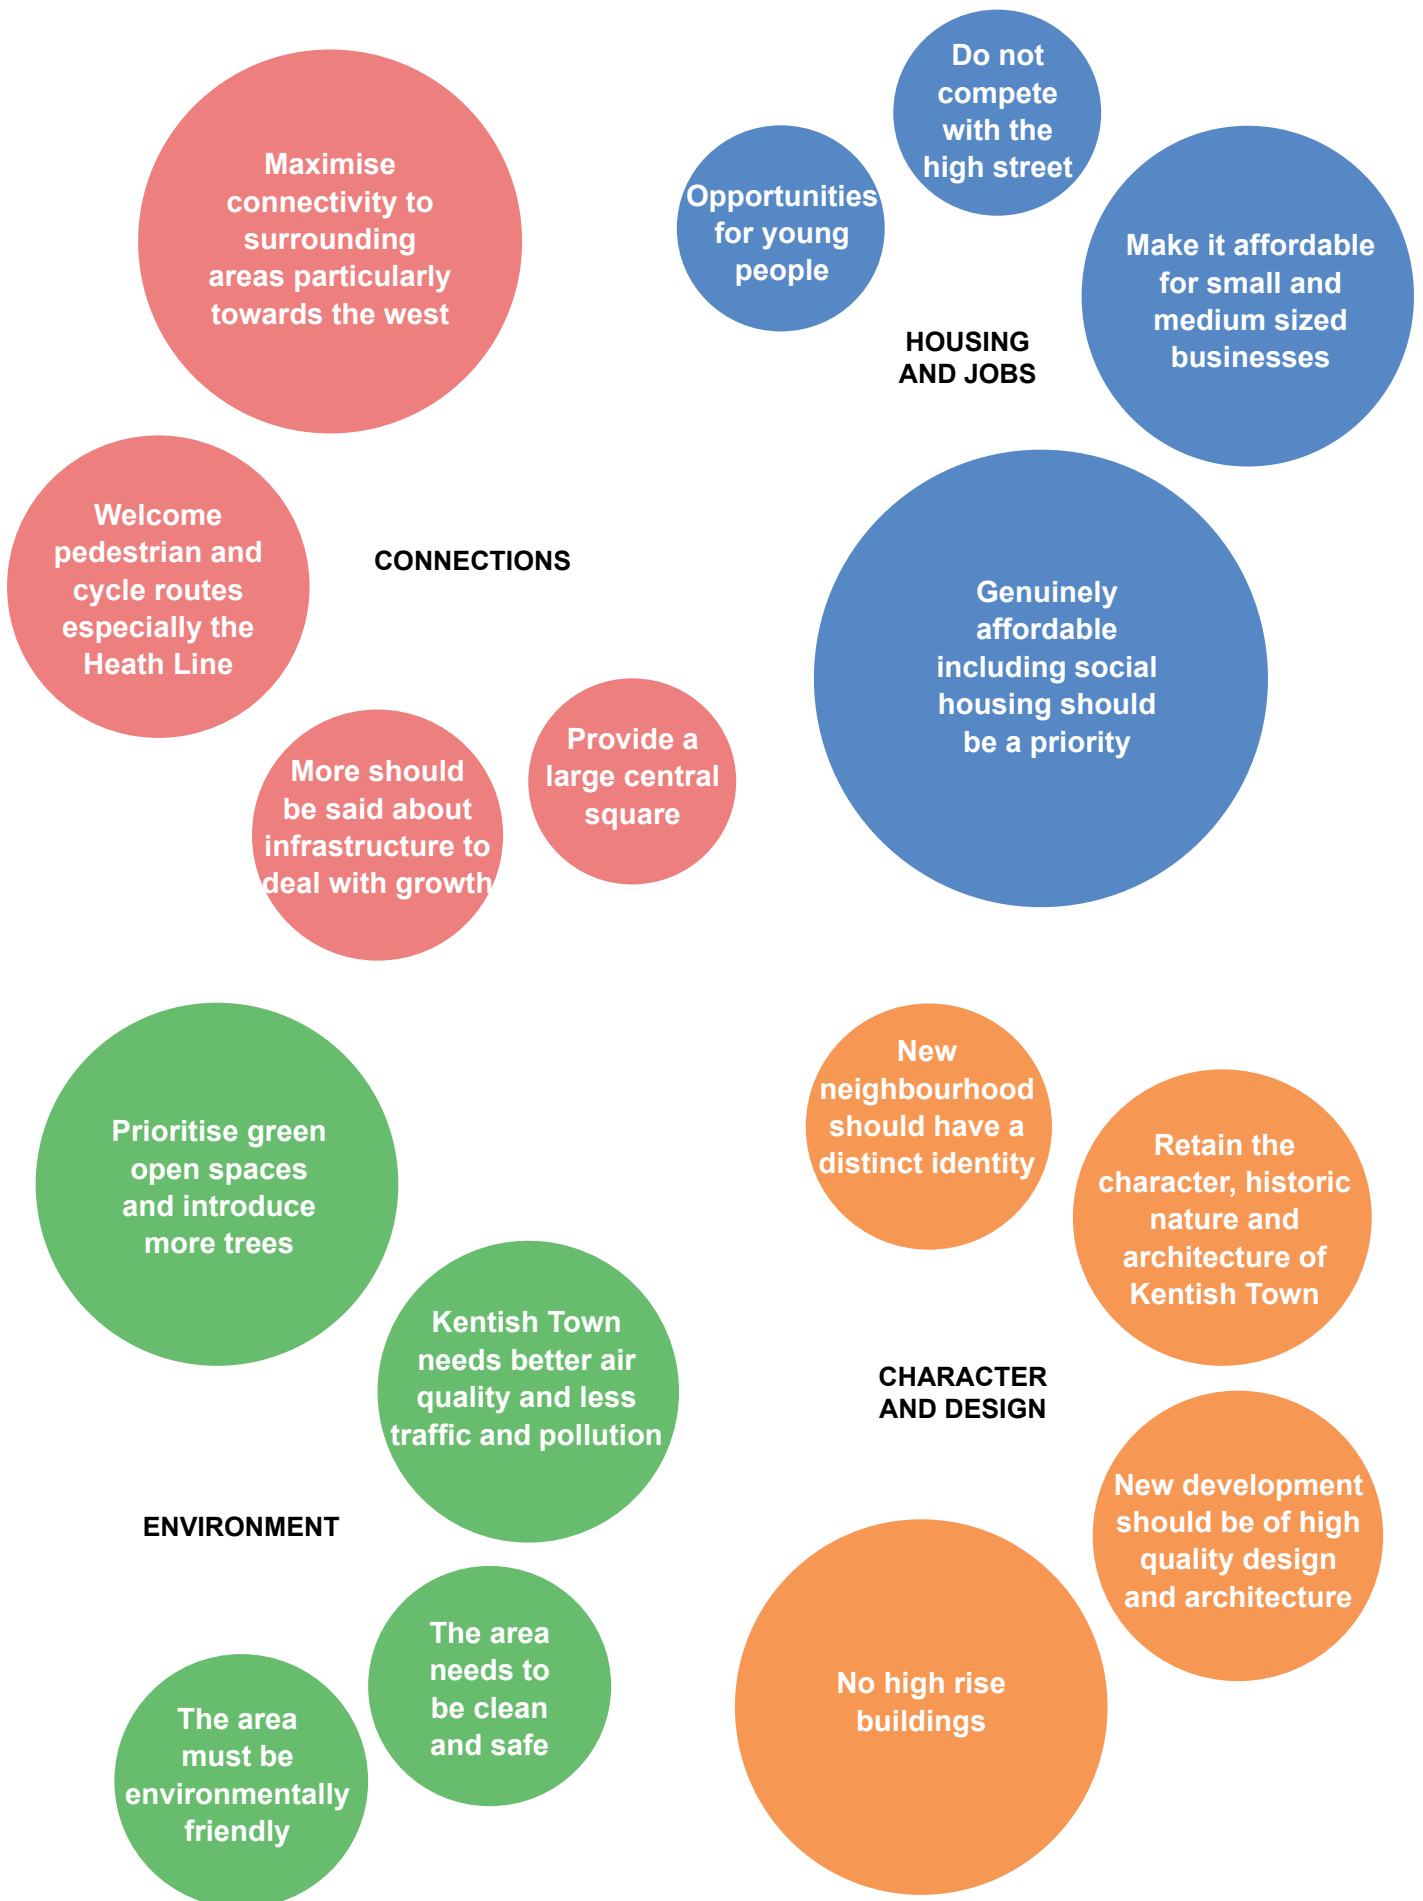 Maximise
connectivity to
surrounding
areas particularly
towards the west
Welcome
pedestrian and
cycle routes
especially the
Heath Line
CONNECTIONS
More should
be said about
infrastructure to
deal with growth
Provide a
large central
square
Do not
compete
with the
high street
Opportunities
for young
people
Make it affordable
for small and
medium sized
businesses
HOUSING
AND JOBS
Genuinely
affordable
including social
housing should
be a priority
Prioritise green
open spaces
and introduce
more trees
Kentish Town
needs better air
quality and less
traffic and pollution
ENVIRONMENT
The area
needs to
be clean
and safe
The area
must be
environmentally
friendly
New
neighbourhood
should have a
distinct identity
Retain the
character, historic
nature and
architecture of
Kentish Town
CHARACTER
AND DESIGN
New development
should be of high
quality design
and architecture
No high rise
buildings